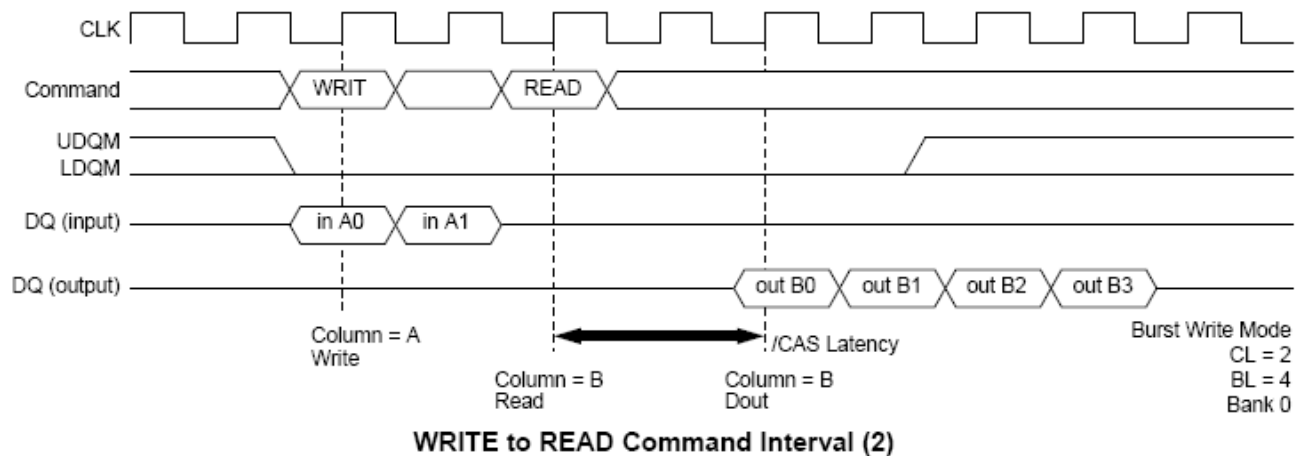 CLK
Command
WRIT
READ
UDQM
LDQM
DQ (input)
in A0
in A1
DQ (output)
out B0
out B1
out B2
out B3
Column = A
Write
Column = B
Read
/CAS Latency
Column = B
Dout
Burst Write Mode
CL = 2
BL = 4
Bank 0
WRITE to READ Command Interval (2)